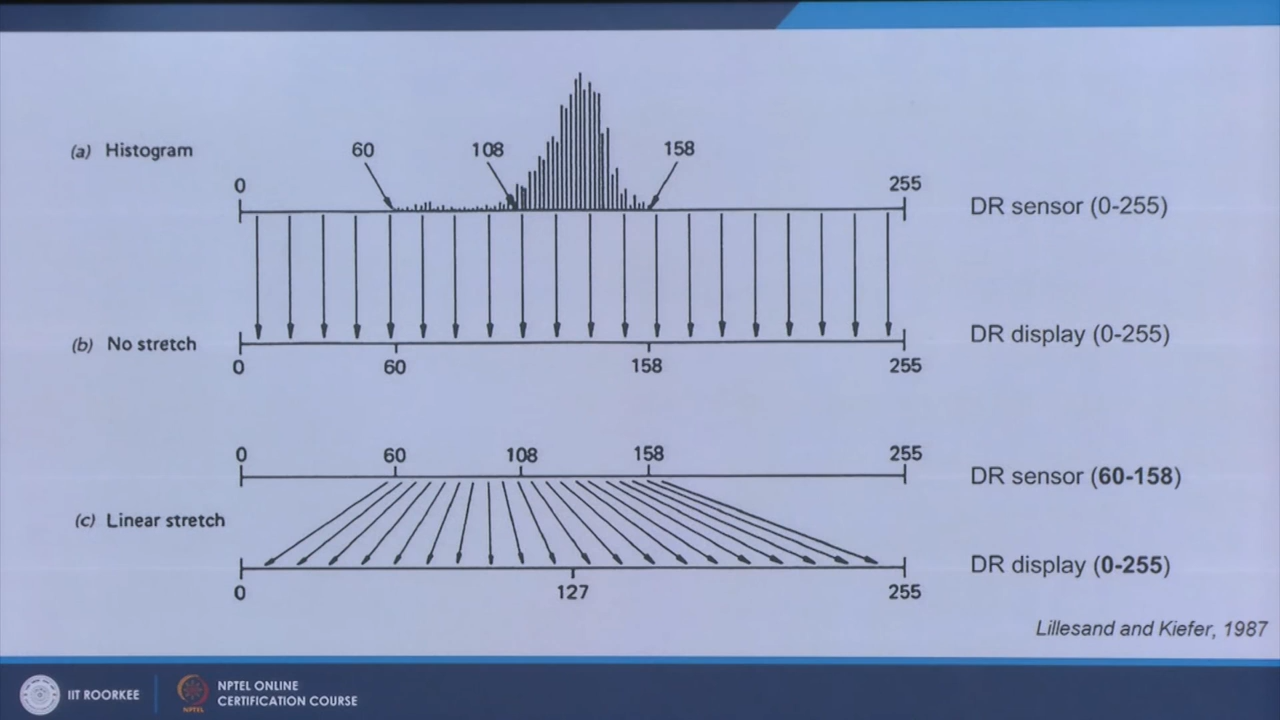 (a) Histogram
60
108
158
0
255
DR sensor (0-255)
(b) No stretch
DR display (0-255)
0
60
158
255
0
60
108
158
255
DR sensor (60-158)
(c) Linear stretch
DR display (0-255)
0
127
255
Lillesand and Kiefer, 1987
IIT ROORKEE
NPTEL
NPTEL ONLINE
CERTIFICATION COURSE